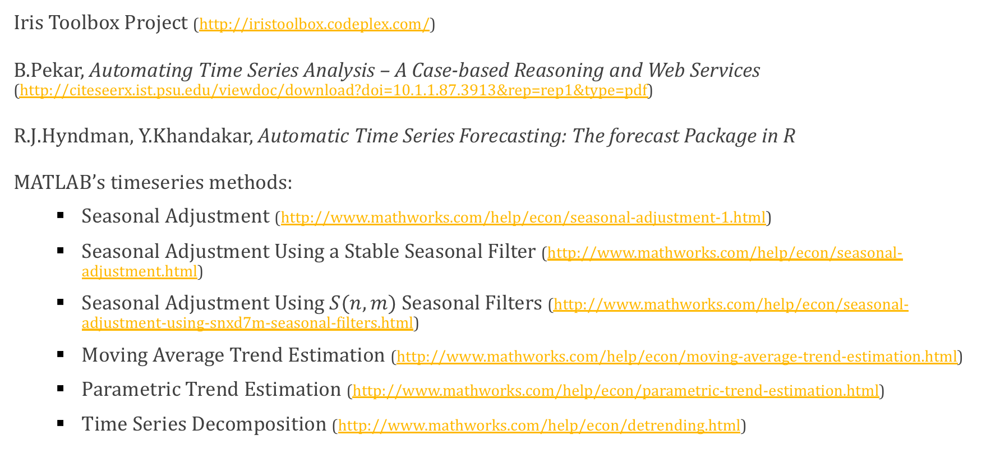 Iris Toolbox Project (http://iristoolbox.codeplex.com/)
B.Pekar, Automating Time Series Analysis – A Case-based Reasoning and Web Services
(http://citeseerx.ist.psu.edu/viewdoc/download?doi=10.1.1.87.3913&rep=rep1&type=pdf)
R.J.Hyndman, Y.Khandakar, Automatic Time Series Forecasting: The forecast Package in R
MATLAB’s timeseries methods:
▪ Seasonal Adjustment (http://www.mathworks.com/help/econ/seasonal-adjustment-1.html)
▪ Seasonal Adjustment Using a Stable Seasonal Filter (http://www.mathworks.com/help/econ/seasonal-
adjustment.html)
▪ Seasonal Adjustment Using S(n, m) Seasonal Filters (http://www.mathworks.com/help/econ/seasonal-
adjustment-using-snxd7m-seasonal-filters.html)
▪ Moving Average Trend Estimation (http://www.mathworks.com/help/econ/moving-average-trend-estimation.html)
▪ Parametric Trend Estimation (http://www.mathworks.com/help/econ/parametric-trend-estimation.html)
▪ Time Series Decomposition (http://www.mathworks.com/help/econ/detrending.html)